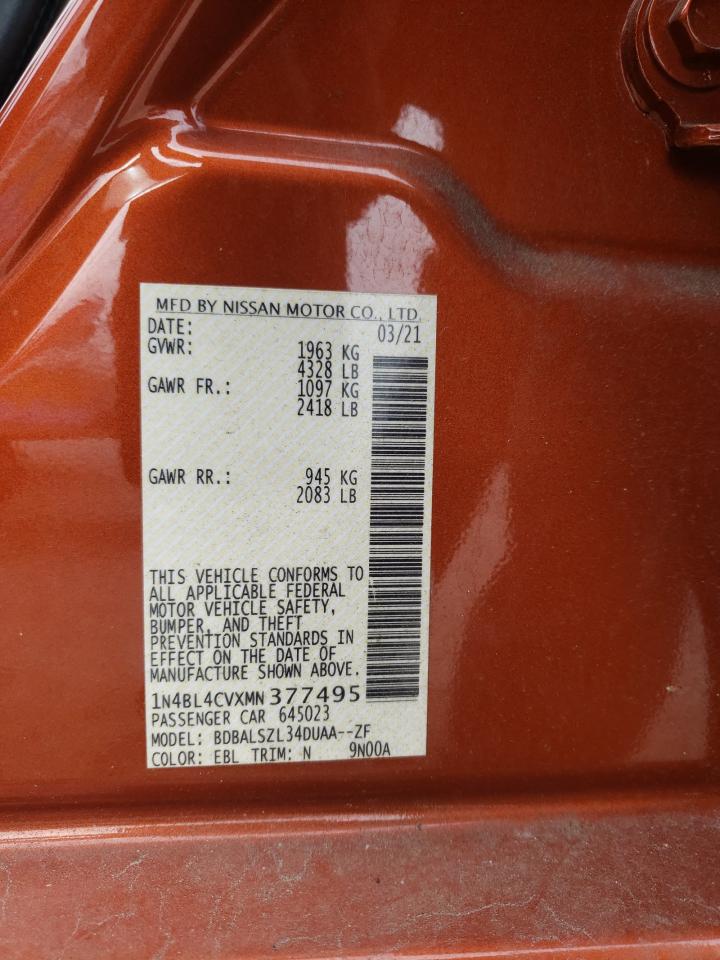 MFD BY NISSAN MOTOR CO., LTD.
DATE: 03/21
GVWR: 1963 KG
4328 LB
GAWR FR.: 1097 KG
2418 LB
GAWR RR.: 945 KG
2083 LB
THIS VEHICLE CONFORMS TO
ALL APPLICABLE FEDERAL
MOTOR VEHICLE SAFETY,
BUMPER, AND THEFT
PREVENTION STANDARDS IN
EFFECT ON THE DATE OF
MANUFACTURE SHOWN ABOVE.
1N4BL4CVXMN377495
PASSENGER CAR 645023
MODEL: BDBALSZL34DUAA--ZF
COLOR: EBL TRIM: N 9N00A